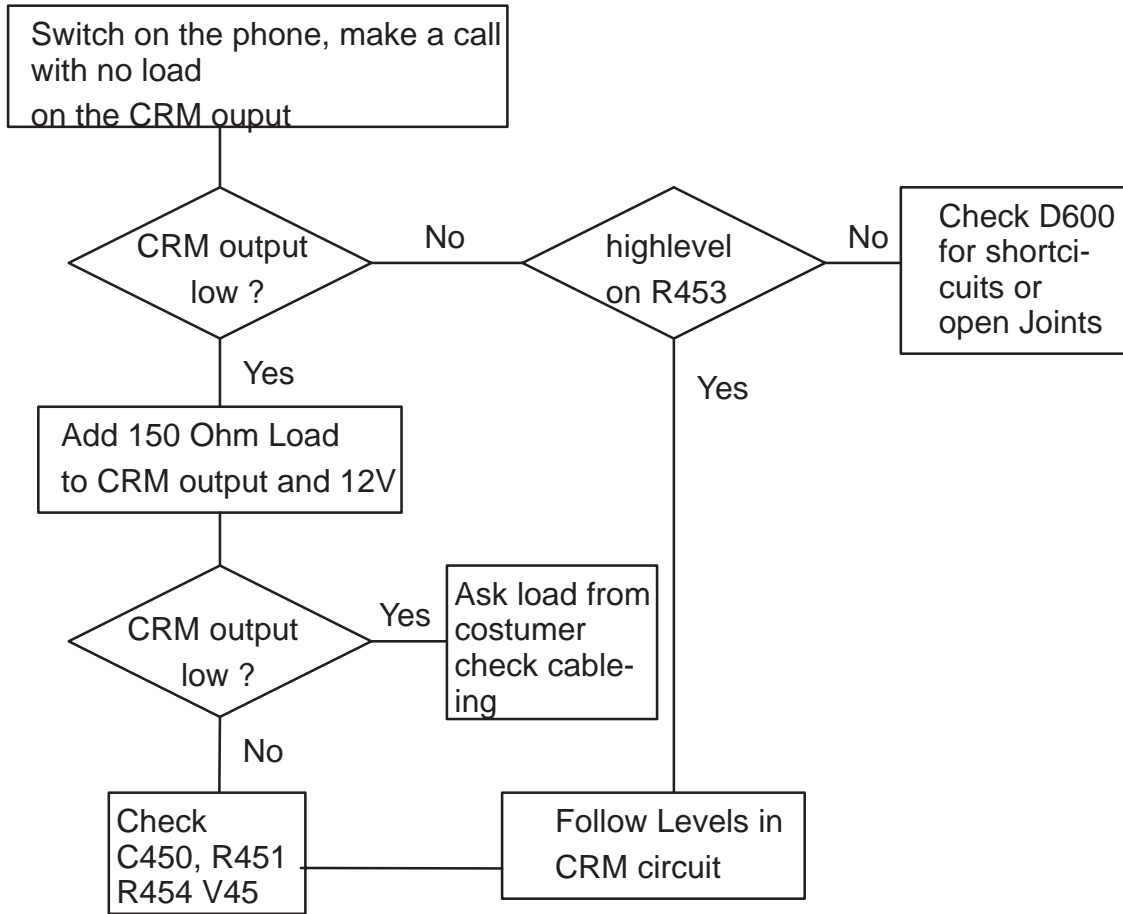 Switch on the phone, make a call
with no load
on the CRM ouput
CRM output
low ?
No
highlevel
on R453
No
Check D600
for shortci-
cuits or
open Joints
Yes
Yes
Add 150 Ohm Load
to CRM output and 12V
CRM output
low ?
Yes
Ask load from
costumer
check cable-
ing
No
Check
C450, R451
R454 V45
Follow Levels in
CRM circuit